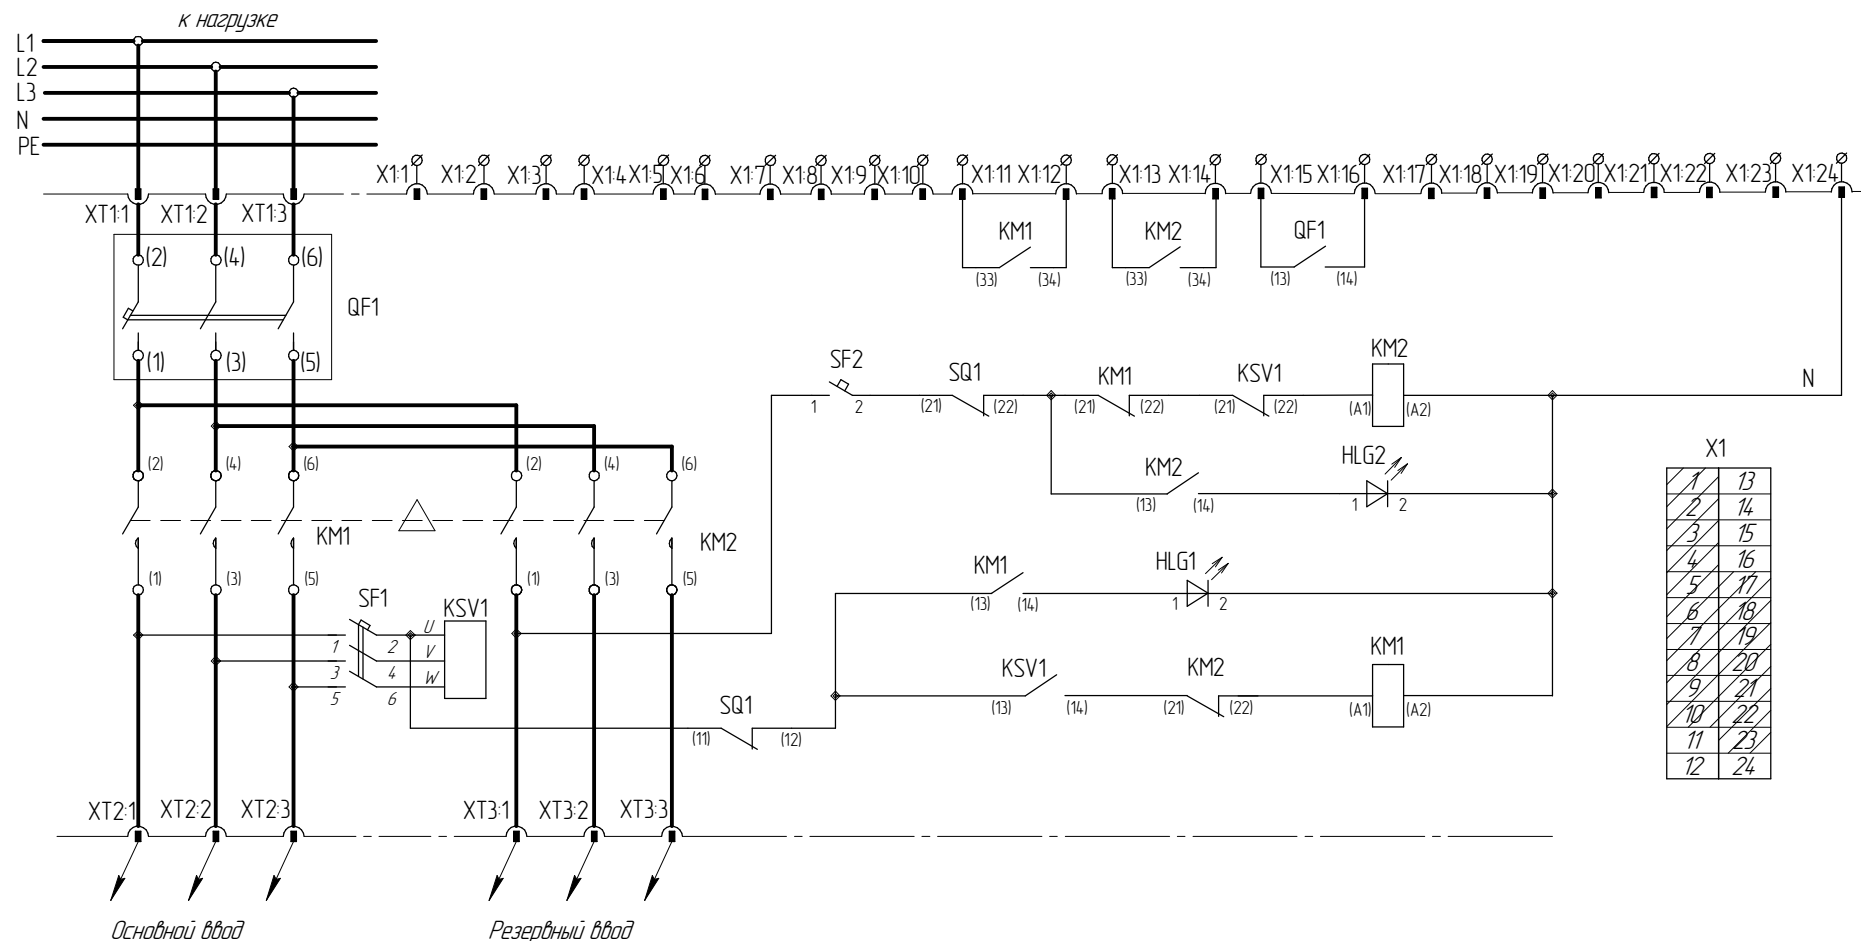 к нагрузке
L1
L2
L3
N
PE
X1:1 X1:2 X1:3 X1:4 X1:5 X1:6 X1:7 X1:8 X1:9 X1:10 X1:11 X1:12 X1:13 X1:14 X1:15 X1:16 X1:17 X1:18 X1:19 X1:20 X1:21 X1:22 X1:23 X1:24
XT1:1 XT1:2 XT1:3
KM1 KM2 QF1
(33) (34) (33) (34) (13) (14)
(2) (4) (6)
QF1
(1) (3) (5)
SF2 SQ1 KM1 KSV1 KM2
N
1 2 (21) (22) (21) (22) (21) (22) (A1) (A2)
(2) (4) (6) (2) (4) (6)
KM2 HLG2
(13) (14) 1 2
KM1 KM2
(1) (3) (5) (1) (3) (5)
KM1 HLG1
(13) (14) 1 2
SF1 KSV1
1 2 U
3 4 V
5 6 W
KSV1 KM2 KM1
(13) (14) (21) (22) (A1) (A2)
SQ1
(11) (12)
X1
1 13
2 14
3 15
4 16
5 17
6 18
7 19
8 20
9 21
10 22
11 23
12 24
XT2:1 XT2:2 XT2:3 XT3:1 XT3:2 XT3:3
Основной ввод Резервный ввод